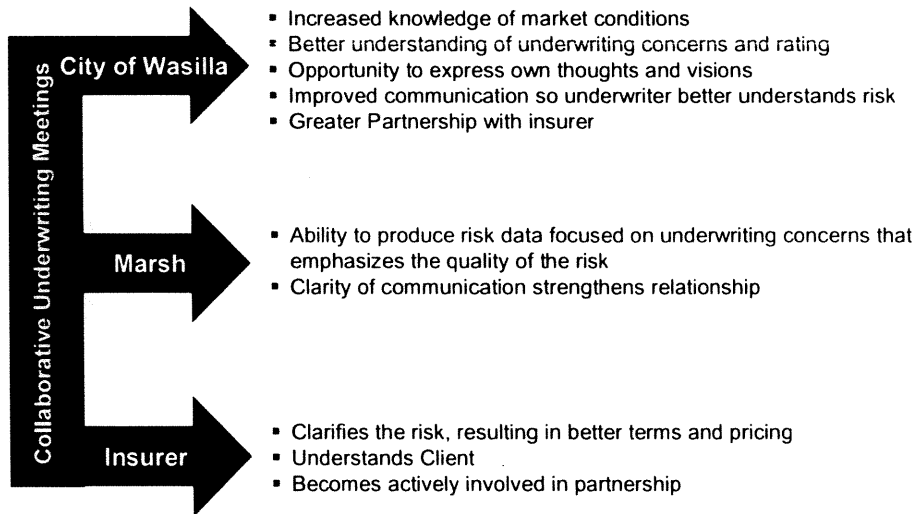 Collaborative Underwriting Meetings
City of Wasilla
▪ Increased knowledge of market conditions
▪ Better understanding of underwriting concerns and rating
▪ Opportunity to express own thoughts and visions
▪ Improved communication so underwriter better understands risk
▪ Greater Partnership with insurer
Marsh
▪ Ability to produce risk data focused on underwriting concerns that
emphasizes the quality of the risk
▪ Clarity of communication strengthens relationship
Insurer
▪ Clarifies the risk, resulting in better terms and pricing
▪ Understands Client
▪ Becomes actively involved in partnership